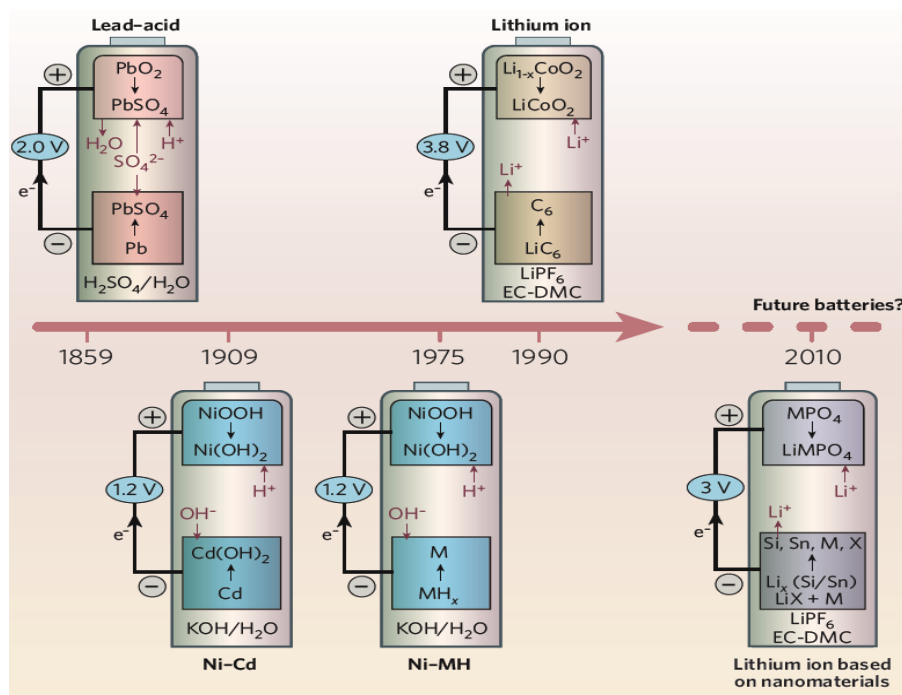 Lead–acid
+
PbO₂
PbSO₄
H₂O
H⁺
SO₄²⁻
2.0 V
e⁻
PbSO₄
Pb
−
H₂SO₄/H₂O
Lithium ion
+
Li₁₋ₓCoO₂
LiCoO₂
Li⁺
3.8 V
Li⁺
e⁻
C₆
LiC₆
−
LiPF₆
EC-DMC
Future batteries?
1859
1909
1975
1990
2010
+
NiOOH
Ni(OH)₂
H⁺
1.2 V
OH⁻
e⁻
Cd(OH)₂
Cd
−
KOH/H₂O
Ni–Cd
+
NiOOH
Ni(OH)₂
H⁺
1.2 V
OH⁻
e⁻
M
MHₓ
−
KOH/H₂O
Ni–MH
+
MPO₄
LiMPO₄
Li⁺
3 V
Li⁺
e⁻
Si, Sn, M, X
Liₓ (Si/Sn)
LiX + M
−
LiPF₆
EC-DMC
Lithium ion based
on nanomaterials